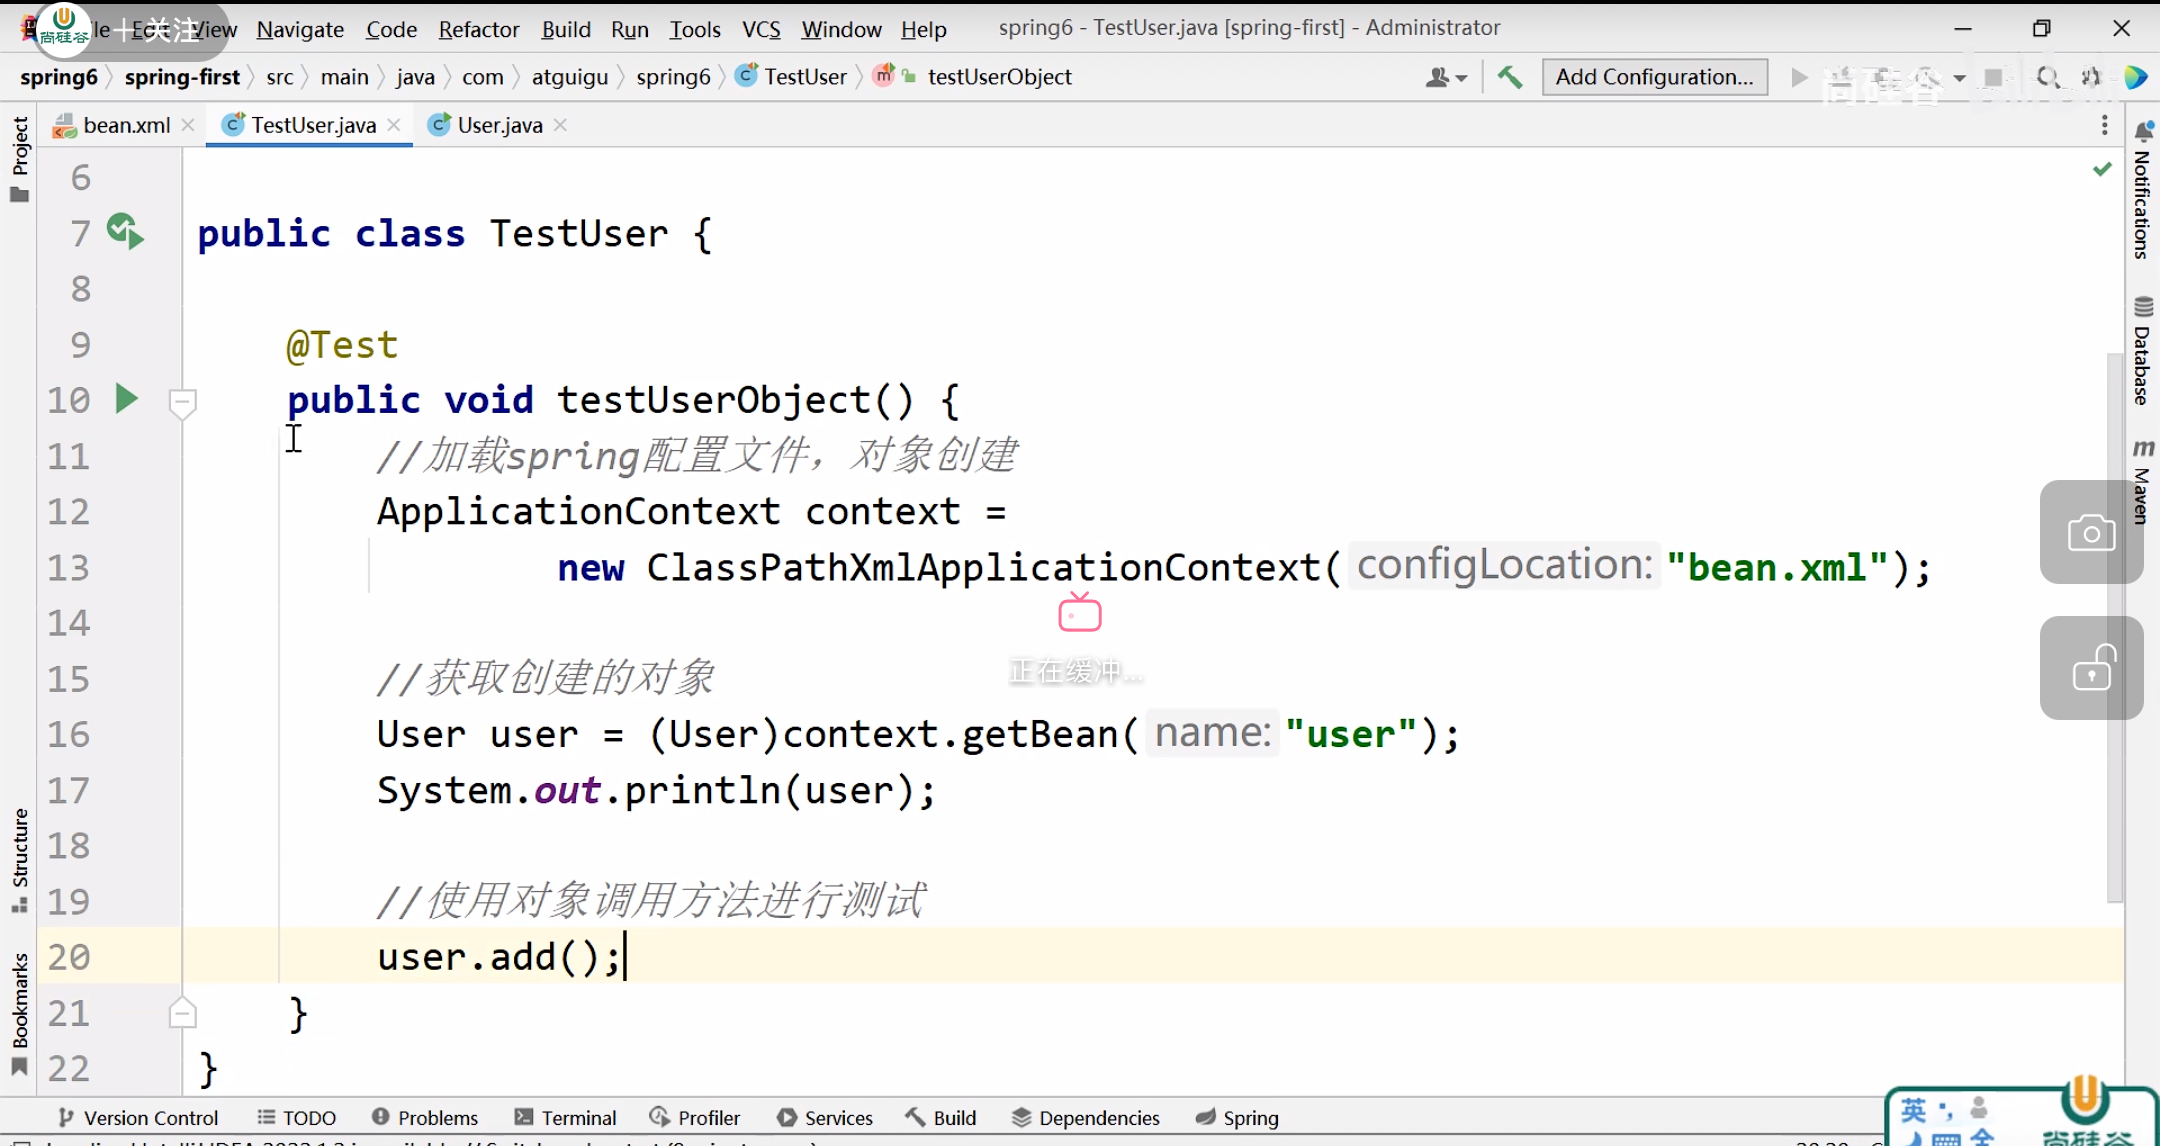 尚硅谷 ＋关注 View Navigate Code Refactor Build Run Tools VCS Window Help spring6 - TestUser.java [spring-first] - Administrator
spring6 spring-first src main java com atguigu spring6 TestUser testUserObject Add Configuration... 尚硅谷
bean.xml TestUser.java User.java
Project
Structure
Bookmarks
6
7 public class TestUser {
8
9 @Test
10 public void testUserObject() {
11 //加载spring配置文件，对象创建
12 ApplicationContext context =
13 new ClassPathXmlApplicationContext( configLocation: "bean.xml");
14
正在缓冲...
15 //获取创建的对象
16 User user = (User)context.getBean( name: "user");
17 System.out.println(user);
18
19 //使用对象调用方法进行测试
20 user.add();
21 }
22 }
Notifications
Database
m Maven
Version Control TODO Problems Terminal Profiler Services Build Dependencies Spring
英
尚硅谷